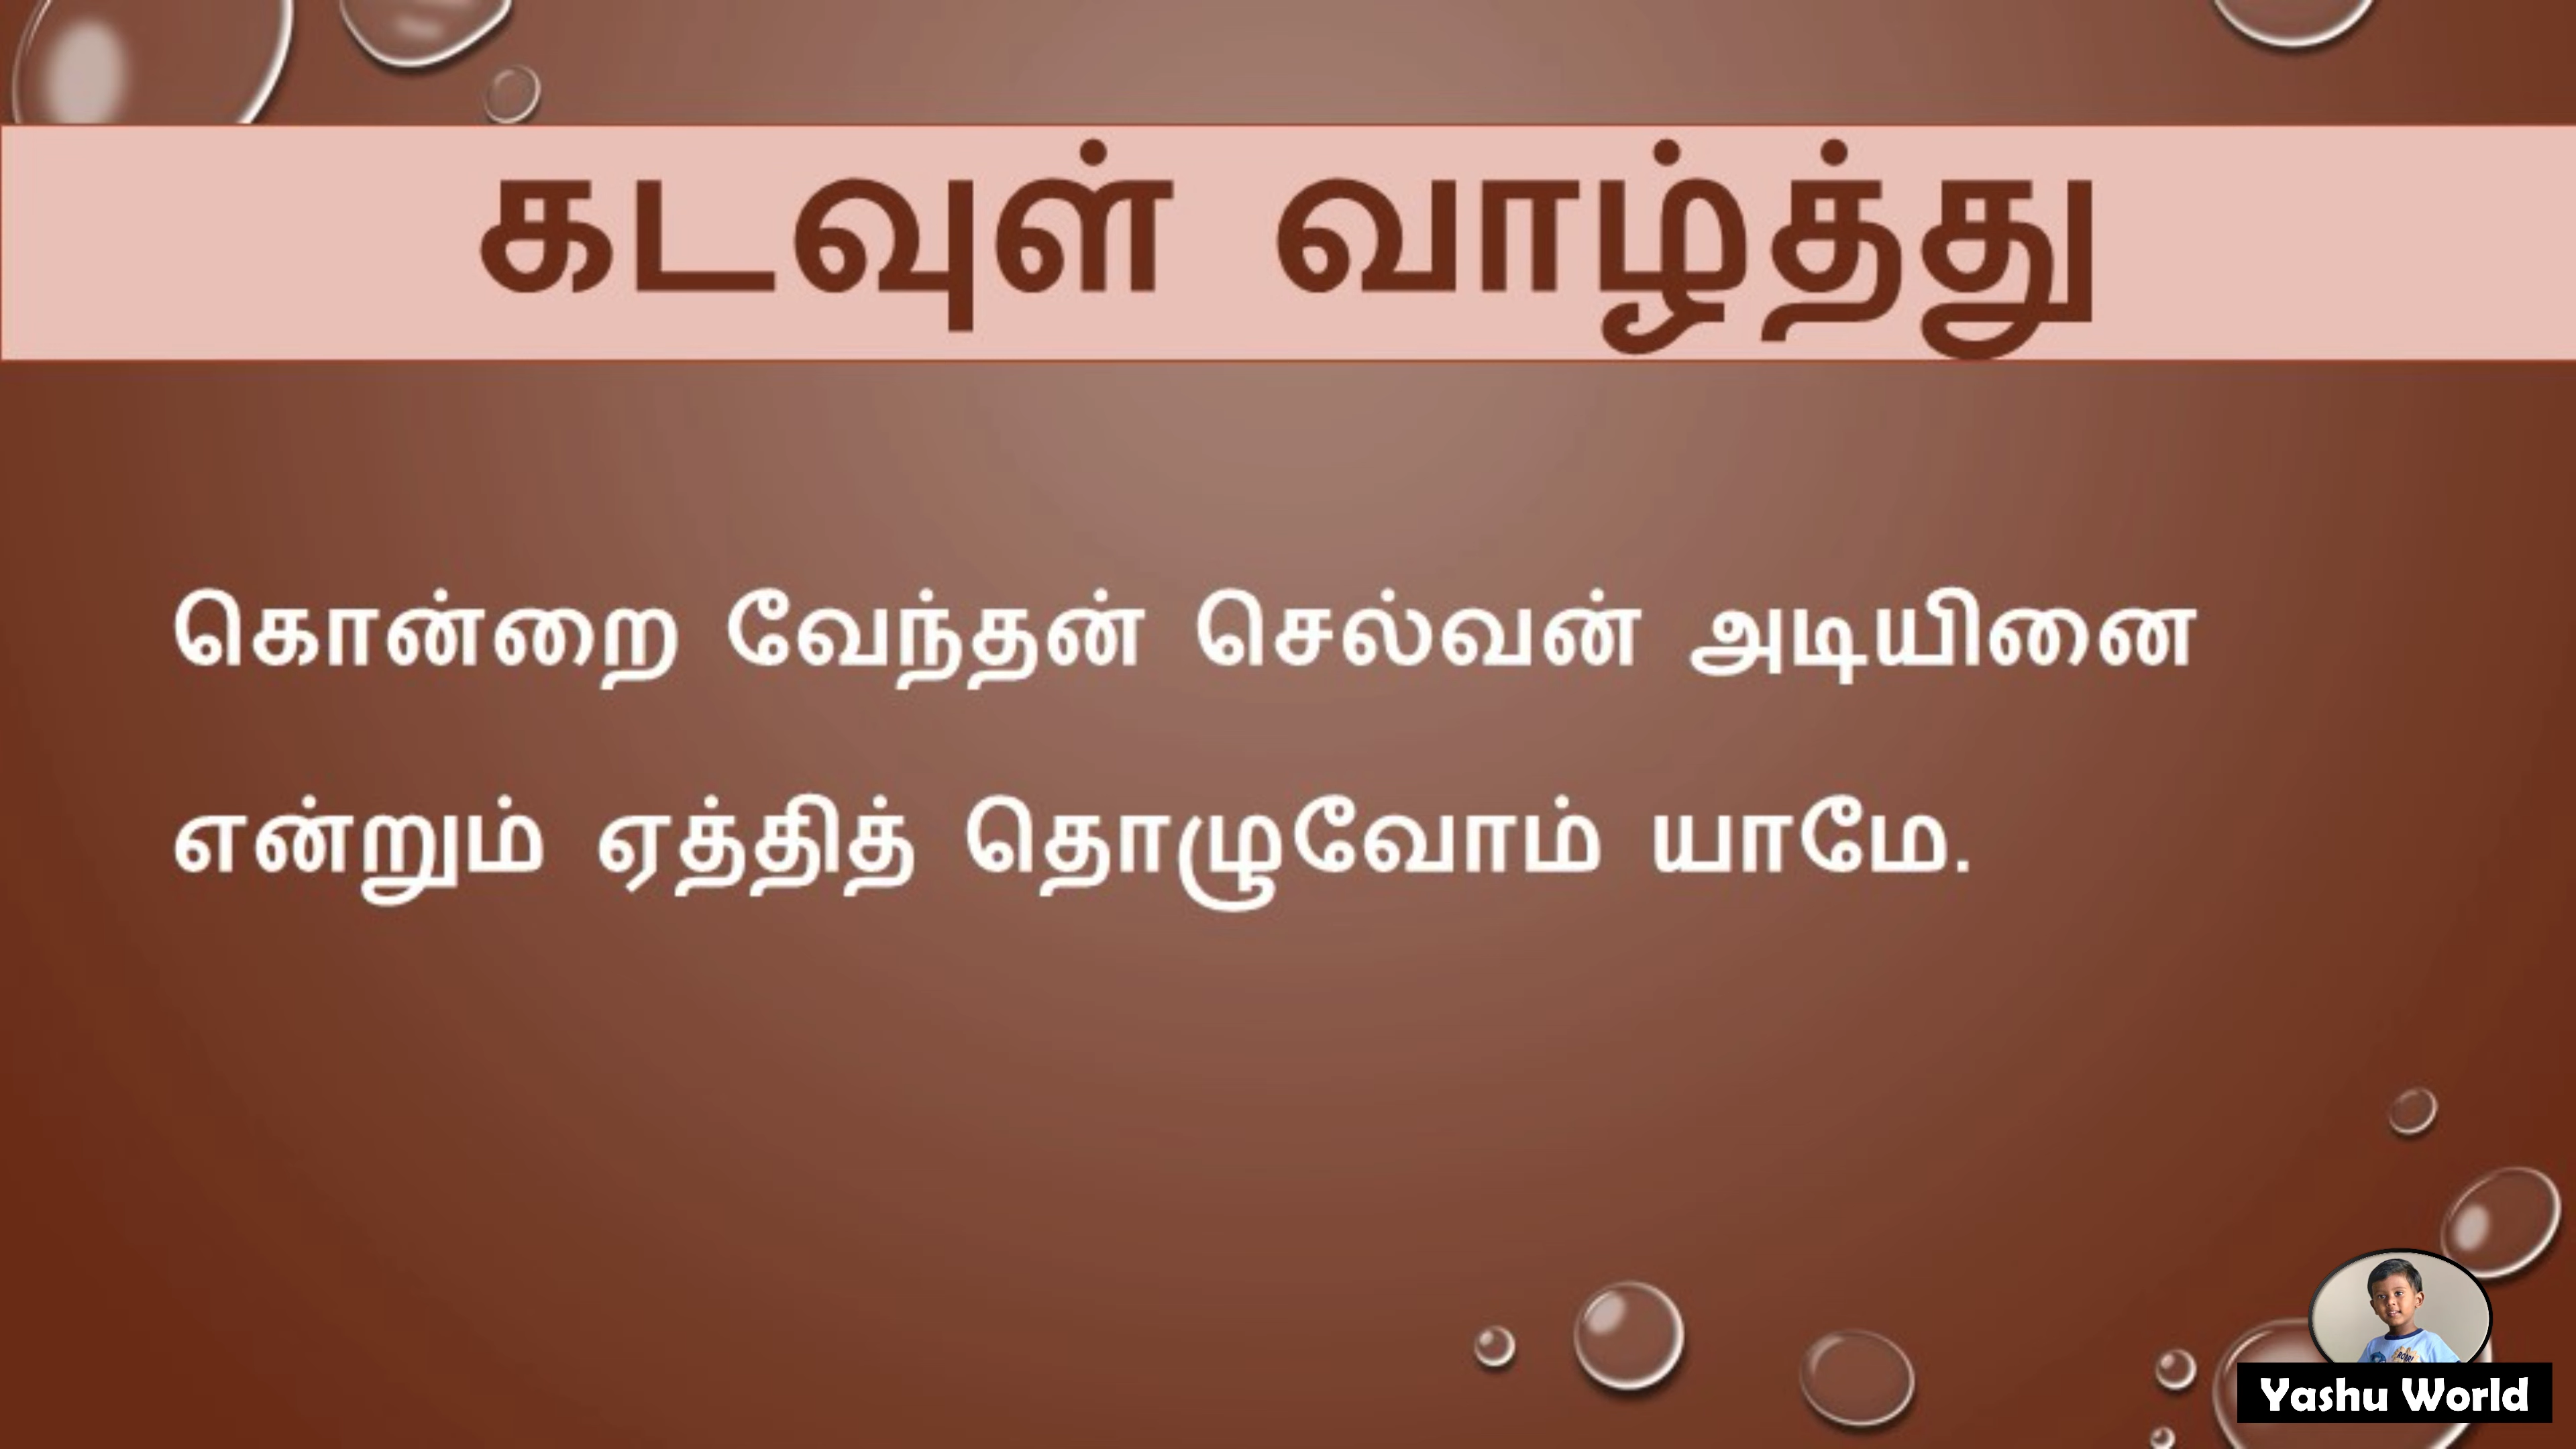 கடவுள் வாழ்த்து
கொன்றை வேந்தன் செல்வன் அடியினை
என்றும் ஏத்தித் தொழுவோம் யாமே.
Yashu World